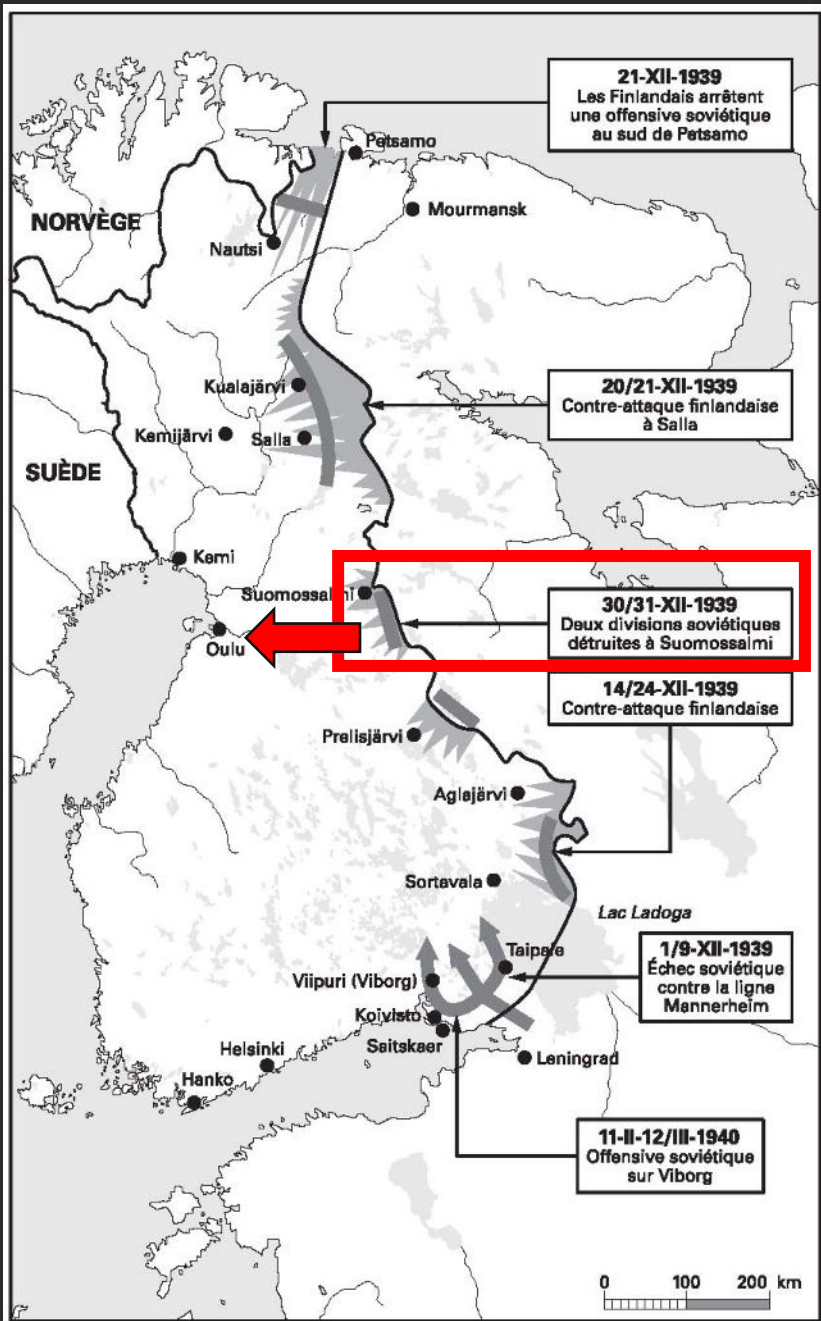 21-XII-1939
Les Finlandais arrêtent
une offensive soviétique
au sud de Petsamo
Petsamo
Mourmansk
NORVÈGE
Nautsi
20/21-XII-1939
Contre-attaque finlandaise
à Salla
Kualajärvi
Kemijärvi
Salla
SUÈDE
Kemi
Suomossalmi
30/31-XII-1939
Deux divisions soviétiques
détruites à Suomossalmi
Oulu
14/24-XII-1939
Contre-attaque finlandaise
Prelisjärvi
Aglajärvi
Sortavala
Lac Ladoga
1/9-XII-1939
Échec soviétique
contre la ligne
Mannerheim
Taipale
Viipuri (Viborg)
Koivisto
Saitskaer
Helsinki
Leningrad
Hanko
11-II-12/III-1940
Offensive soviétique
sur Viborg
0 100 200 km